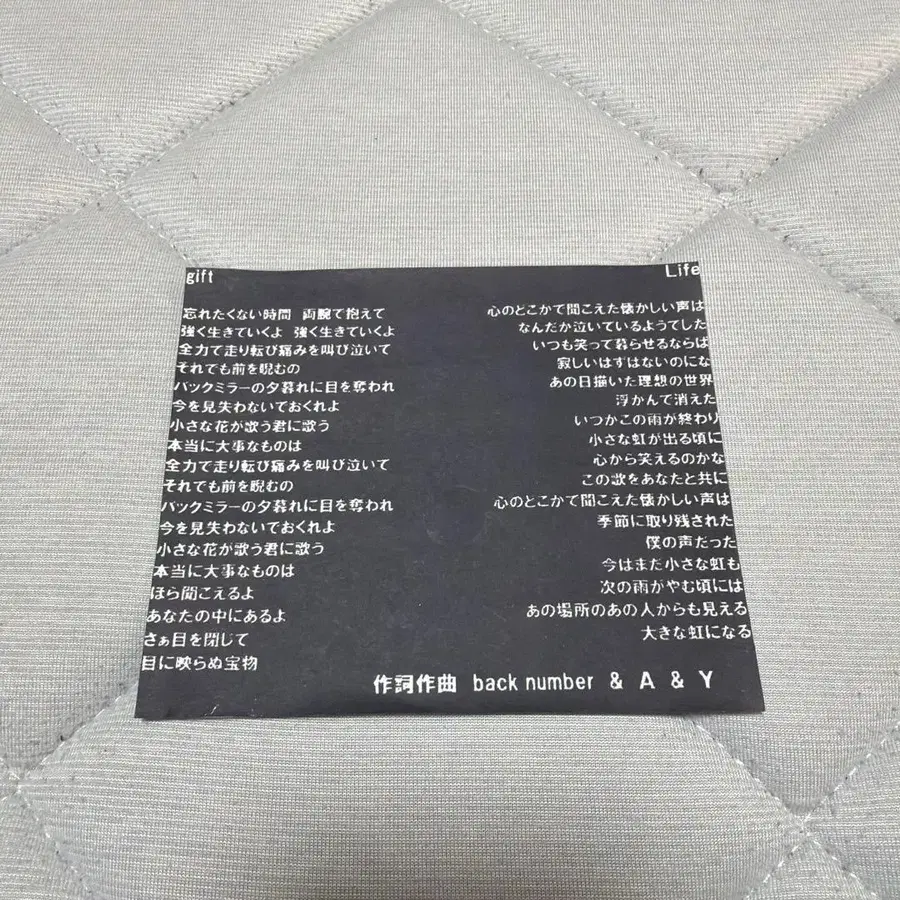 gift
忘れたくない時間 両腕で抱えて
強く生きていくよ 強く生きていくよ
全力で走り転び痛みを叫び泣いて
それでも前を睨むの
バックミラーの夕暮れに目を奪われ
今を見失わないでおくれよ
小さな花が歌う君に歌う
本当に大事なものは
全力で走り転び痛みを叫び泣いて
それでも前を睨むの
バックミラーの夕暮れに目を奪われ
今を見失わないでおくれよ
小さな花が歌う君に歌う
本当に大事なものは
ほら聞こえるよ
あなたの中にあるよ
さぁ目を閉じて
目に映らぬ宝物
Life
心のどこかで聞こえた懐かしい声は
なんだか泣いているようでした
いつも笑って暮らせるならば
寂しいはずはないのにな
あの日描いた理想の世界
浮かんで消えた
いつかこの雨が終わり
小さな虹が出る頃に
心から笑えるのかな
この歌をあなたと共に
心のどこかで聞こえた懐かしい声は
季節に取り残された
僕の声だった
今はまだ小さな虹も
次の雨がやむ頃には
あの場所のあの人からも見える
大きな虹になる
作詞作曲 back number & A & Y